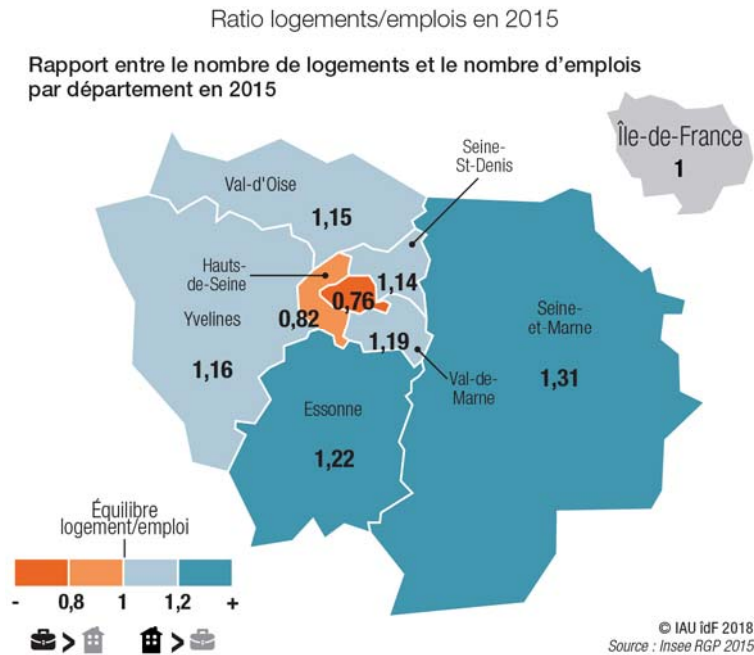 Ratio logements/emplois en 2015
Rapport entre le nombre de logements et le nombre d'emplois
par département en 2015
Île-de-France
1
Seine-
St-Denis
Val-d'Oise
1,15
Hauts-
de-Seine
1,14
0,76
Yvelines
0,82
Seine-
et-Marne
1,19
1,16
Val-de-
Marne
1,31
Essonne
1,22
Équilibre
logement/emploi
- 0,8 1 1,2 +
> >
© IAU îdF 2018
Source : Insee RGP 2015